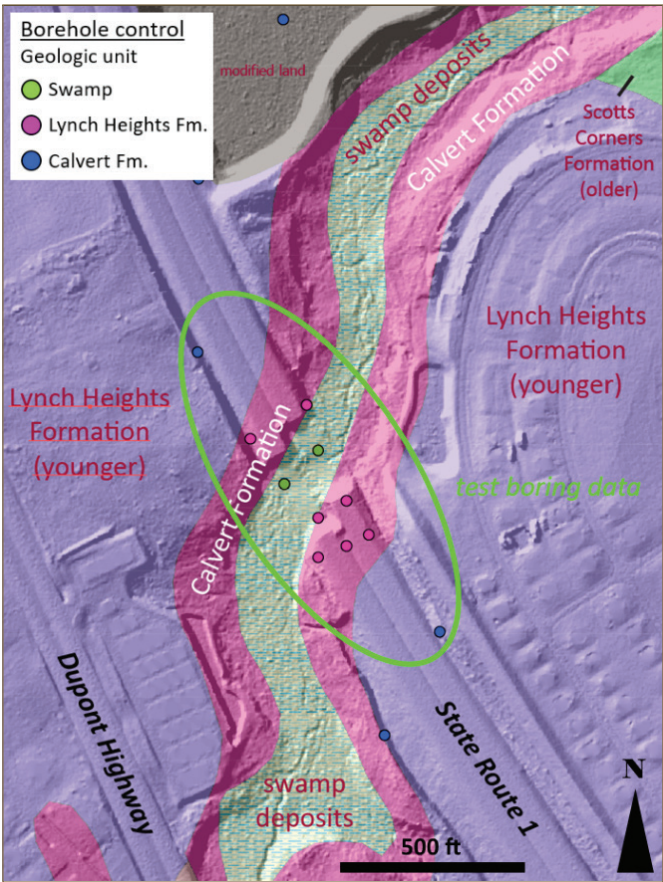 Borehole control
Geologic unit
Swamp
Lynch Heights Fm.
Calvert Fm.
modified land
swamp deposits
Calvert Formation
Scotts
Corners
Formation
(older)
Lynch Heights
Formation
(younger)
Lynch Heights
Formation
(younger)
Calvert Formation
test boring data
Dupont Highway
State Route 1
swamp
deposits
N
500 ft